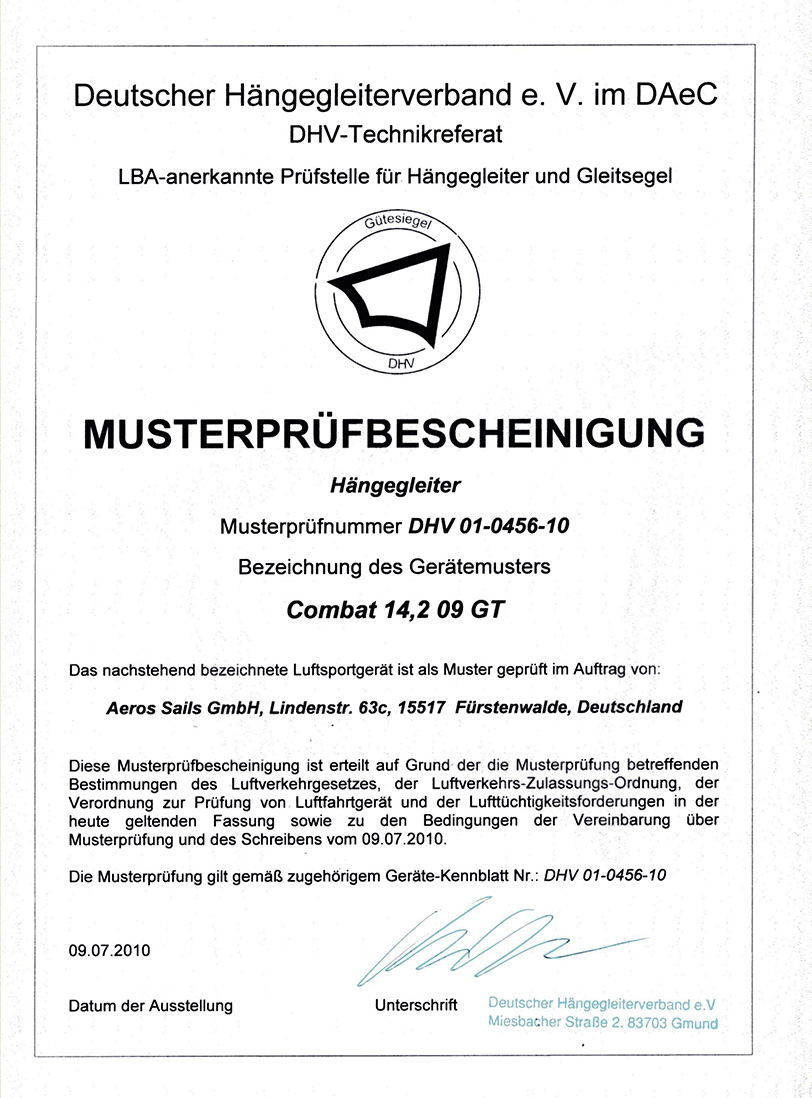 Deutscher Hängegleiterverband e. V. im DAeC
DHV-Technikreferat
LBA-anerkannte Prüfstelle für Hängegleiter und Gleitsegel
Gütesiegel
DHV
MUSTERPRÜFBESCHEINIGUNG
Hängegleiter
Musterprüfnummer DHV 01-0456-10
Bezeichnung des Gerätemusters
Combat 14,2 09 GT
Das nachstehend bezeichnete Luftsportgerät ist als Muster geprüft im Auftrag von:
Aeros Sails GmbH, Lindenstr. 63c, 15517 Fürstenwalde, Deutschland
Diese Musterprüfbescheinigung ist erteilt auf Grund der die Musterprüfung betreffenden
Bestimmungen des Luftverkehrgesetzes, der Luftverkehrs-Zulassungs-Ordnung, der
Verordnung zur Prüfung von Luftfahrtgerät und der Lufttüchtigkeitsforderungen in der
heute geltenden Fassung sowie zu den Bedingungen der Vereinbarung über
Musterprüfung und des Schreibens vom 09.07.2010.
Die Musterprüfung gilt gemäß zugehörigem Geräte-Kennblatt Nr.: DHV 01-0456-10
09.07.2010
Datum der Ausstellung
Unterschrift
Deutscher Hängegleiterverband e.V
Miesbacher Straße 2. 83703 Gmund